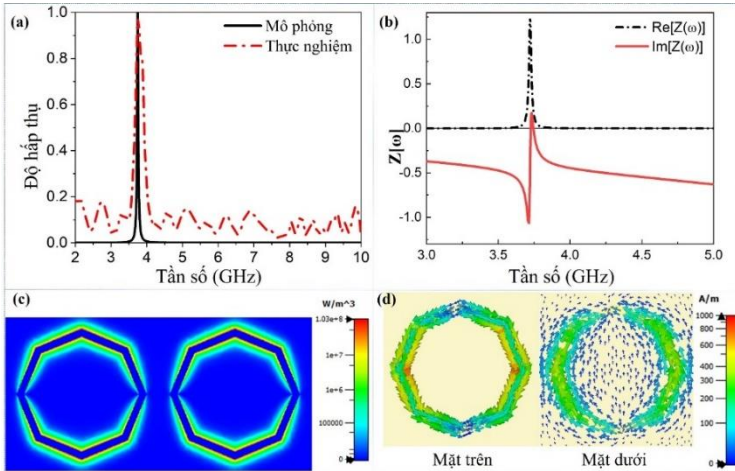 (a)
Mô phỏng
Thực nghiệm
Độ hấp thụ
1.0
0.8
0.6
0.4
0.2
0.0
2 3 4 5 6 7 8 9 10
Tần số (GHz)
(b)
Re[Z(ω)]
Im[Z(ω)]
Z[ω]
1.0
0.5
0.0
-0.5
-1.0
3.0 3.5 4.0 4.5 5.0
Tần số (GHz)
(c)
W/m^3
1.03e+8
1e+7
1e+6
100000
0
(d)
A/m
1000
800
600
400
300
200
100
0
Mặt trên
Mặt dưới